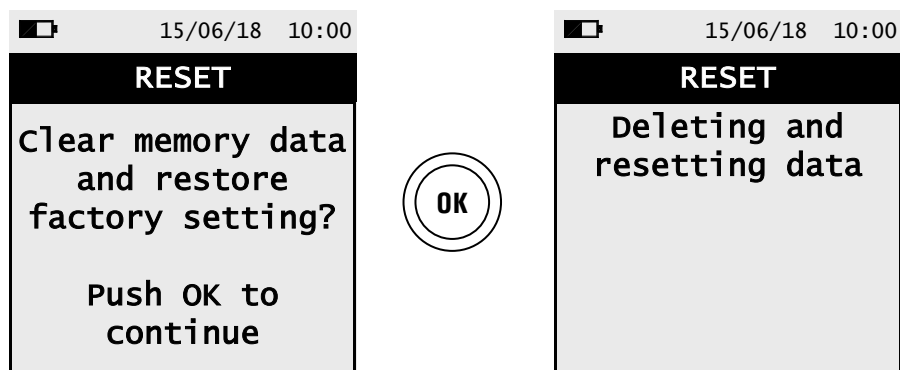 15/06/18 10:00
RESET
Clear memory data
and restore
factory setting?
Push OK to
continue
OK
15/06/18 10:00
RESET
Deleting and
resetting data